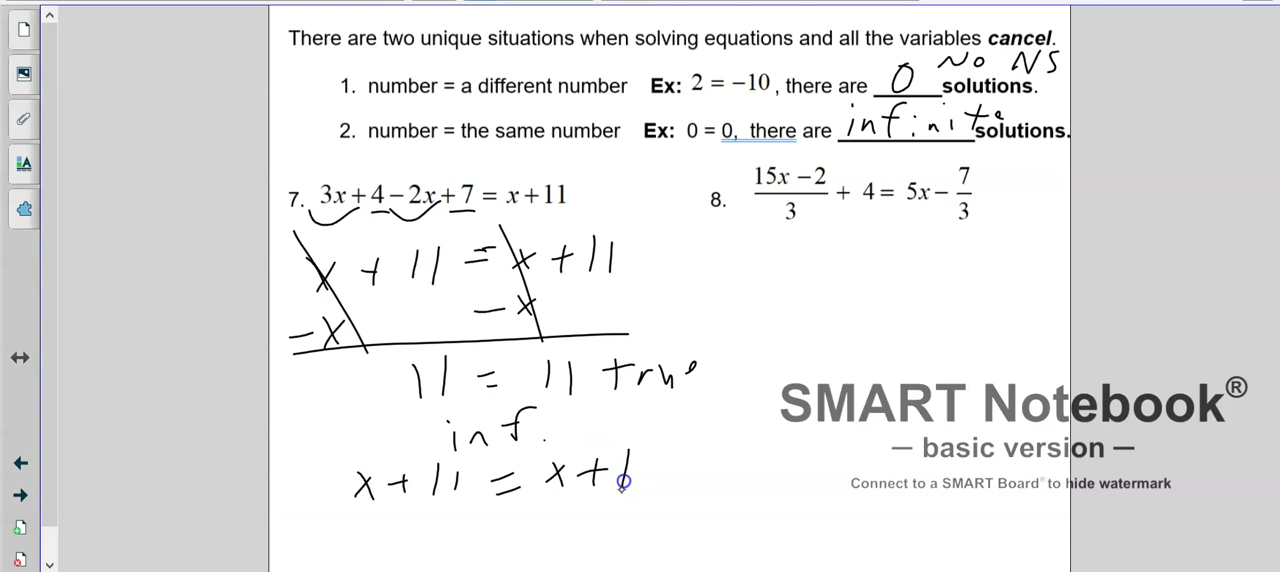 There are two unique situations when solving equations and all the variables cancel.
No NS
1. number = a different number Ex: 2 = −10, there are 0 solutions.
2. number = the same number Ex: 0 = 0, there are infinite solutions.
7. 3x + 4 − 2x + 7 = x + 11
8. (15x − 2)/3 + 4 = 5x − 7/3
x + 11 = x + 11
− x − x
11 = 11 true
inf.
x + 11 = x + 1
SMART Notebook®
— basic version —
Connect to a SMART Board® to hide watermark